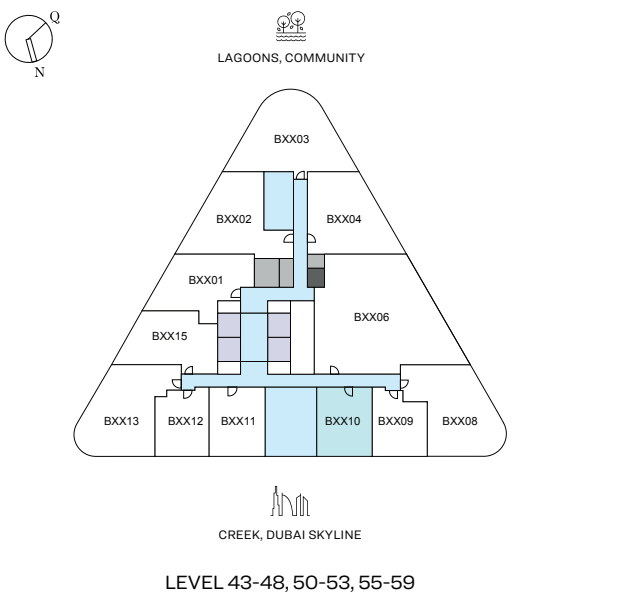 Q
N
LAGOONS, COMMUNITY
BXX03
BXX02
BXX04
BXX01
BXX06
BXX15
BXX13
BXX12
BXX11
BXX10
BXX09
BXX08
CREEK, DUBAI SKYLINE
LEVEL 43-48, 50-53, 55-59